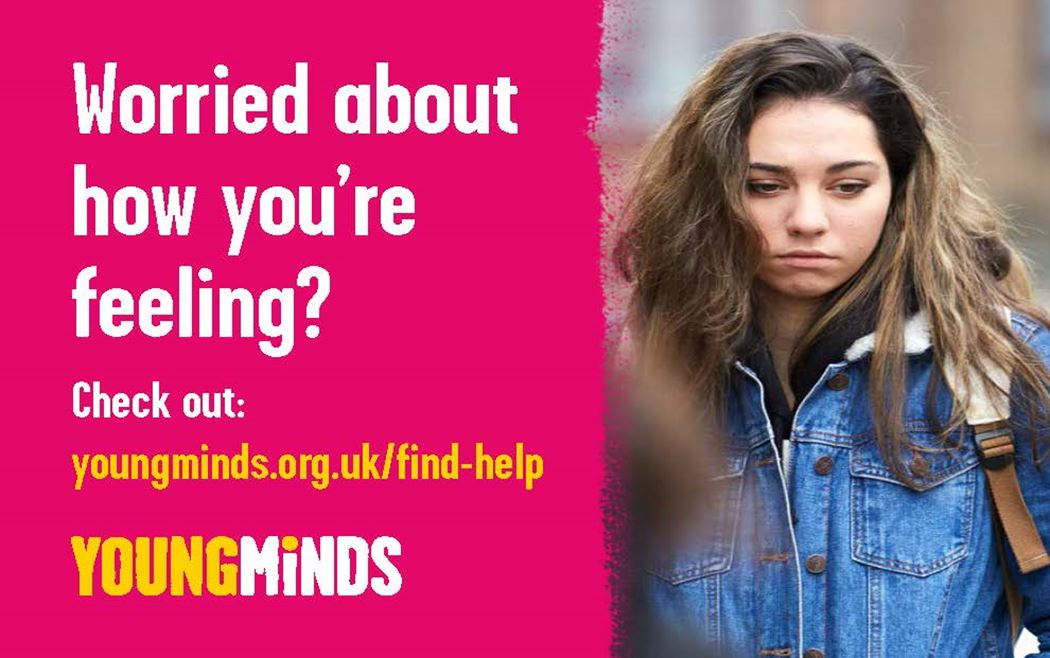 Worried about
how you’re
feeling?
Check out:
youngminds.org.uk/find-help
YOUNGMiNDS